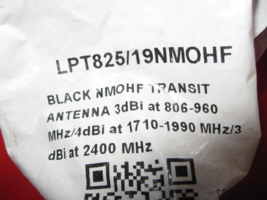 LPT825/19NMOHF
BLACK NMOHF TRANSIT
ANTENNA 3dBi at 806-960
MHz/4dBi at 1710-1990 MHz/3
dBi at 2400 MHz